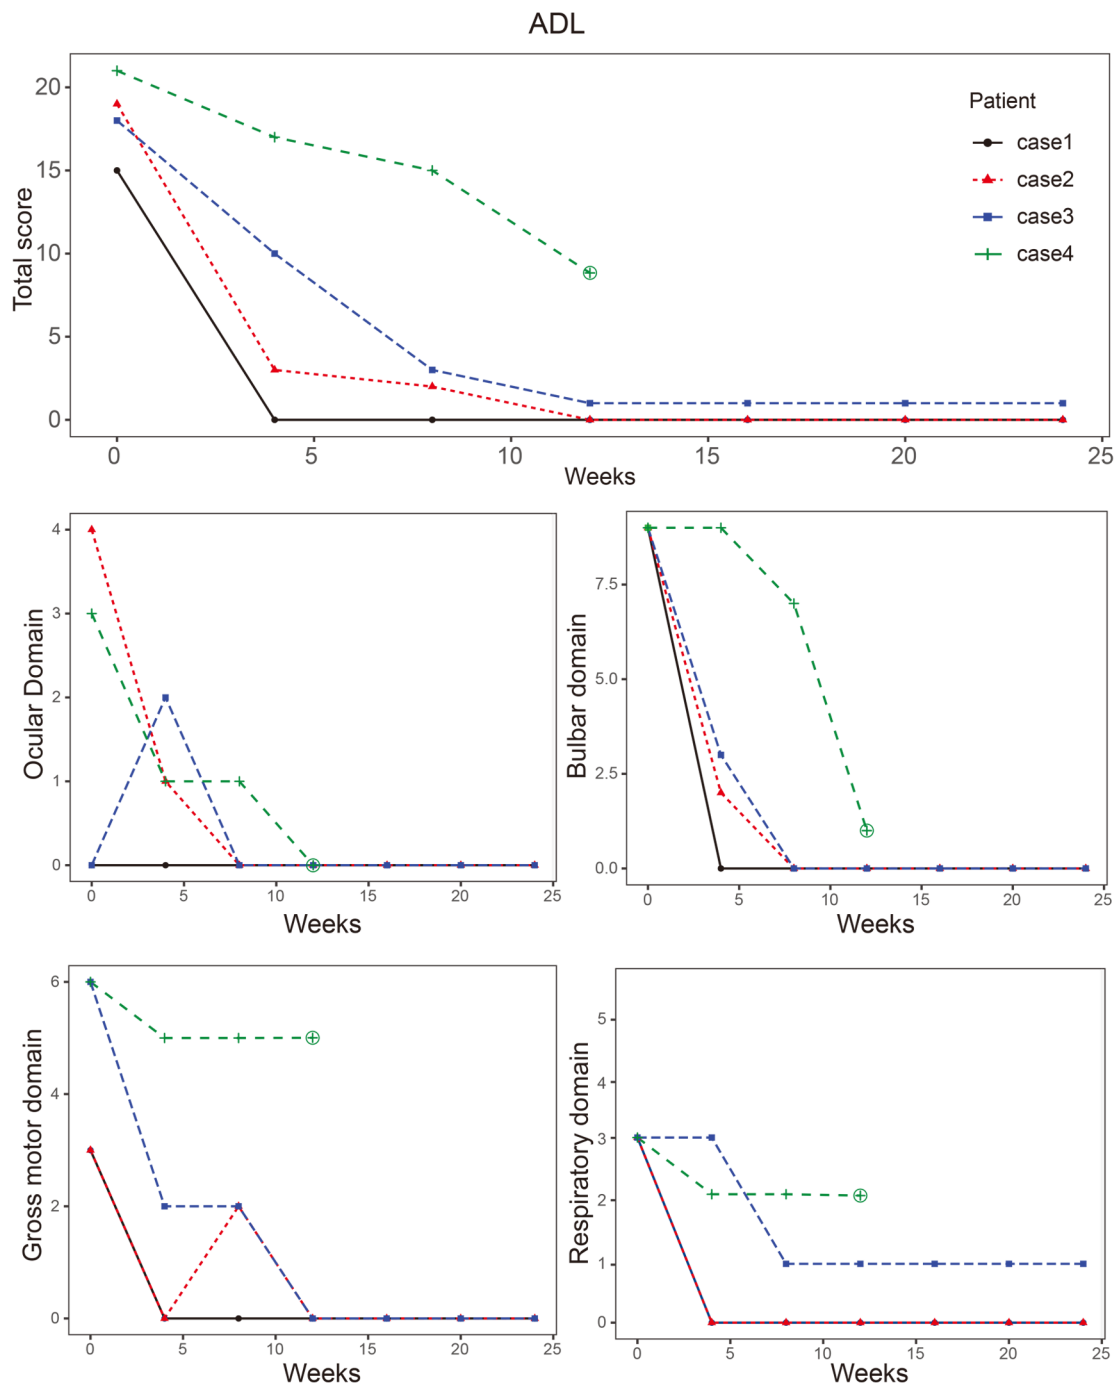 ADL
Total score
20
15
10
5
0
0 5 10 15 20 25
Weeks
Patient
case1
case2
case3
case4
Ocular Domain
4
3
2
1
0
0 5 10 15 20 25
Weeks
Bulbar domain
7.5
5.0
2.5
0.0
0 5 10 15 20 25
Weeks
Gross motor domain
6
4
2
0
0 5 10 15 20 25
Weeks
Respiratory domain
5
4
3
2
1
0
0 5 10 15 20 25
Weeks